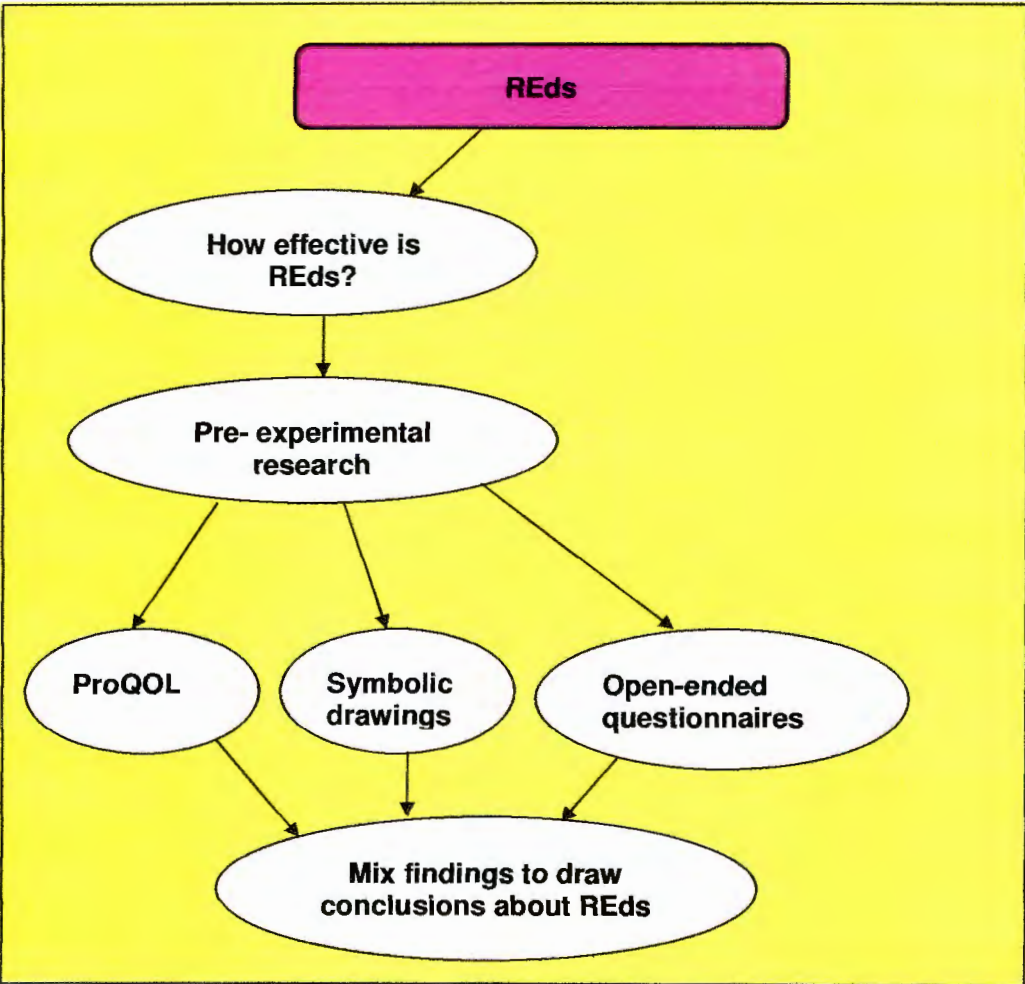 REds
How effective is
REds?
Pre- experimental
research
ProQOL
Symbolic
drawings
Open-ended
questionnaires
Mix findings to draw
conclusions about REds